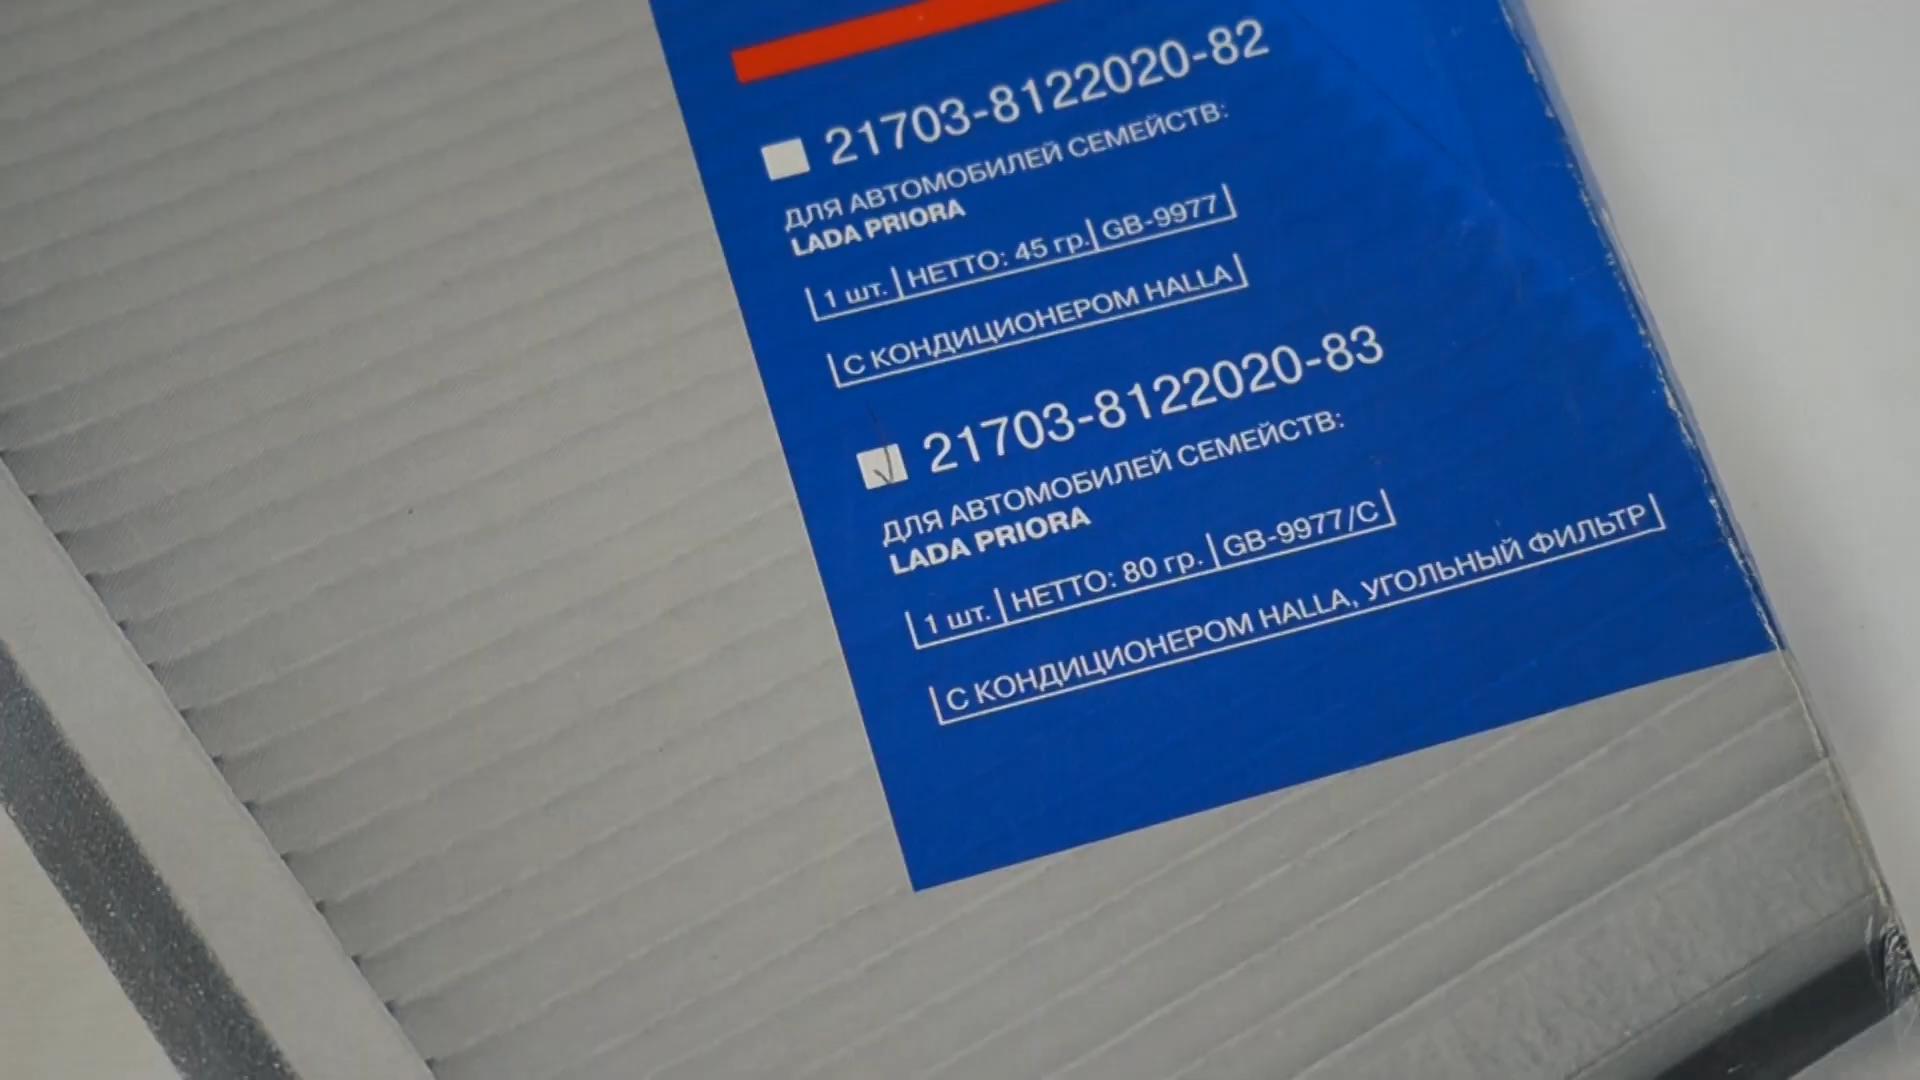 21703-8122020-82
ДЛЯ АВТОМОБИЛЕЙ СЕМЕЙСТВ:
LADA PRIORA
1 шт. НЕТТО: 45 гр. GB-9977
С КОНДИЦИОНЕРОМ HALLA
21703-8122020-83
ДЛЯ АВТОМОБИЛЕЙ СЕМЕЙСТВ:
LADA PRIORA
1 шт. НЕТТО: 80 гр. GB-9977/C
С КОНДИЦИОНЕРОМ HALLA, УГОЛЬНЫЙ ФИЛЬТР